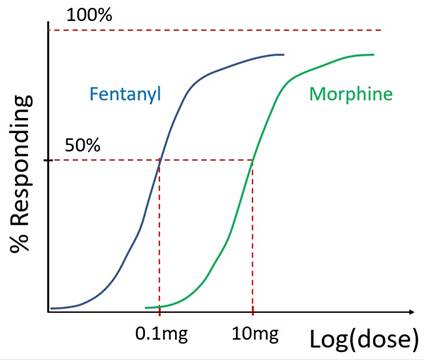 100%
Fentanyl
Morphine
50%
% Responding
0.1mg
10mg
Log(dose)